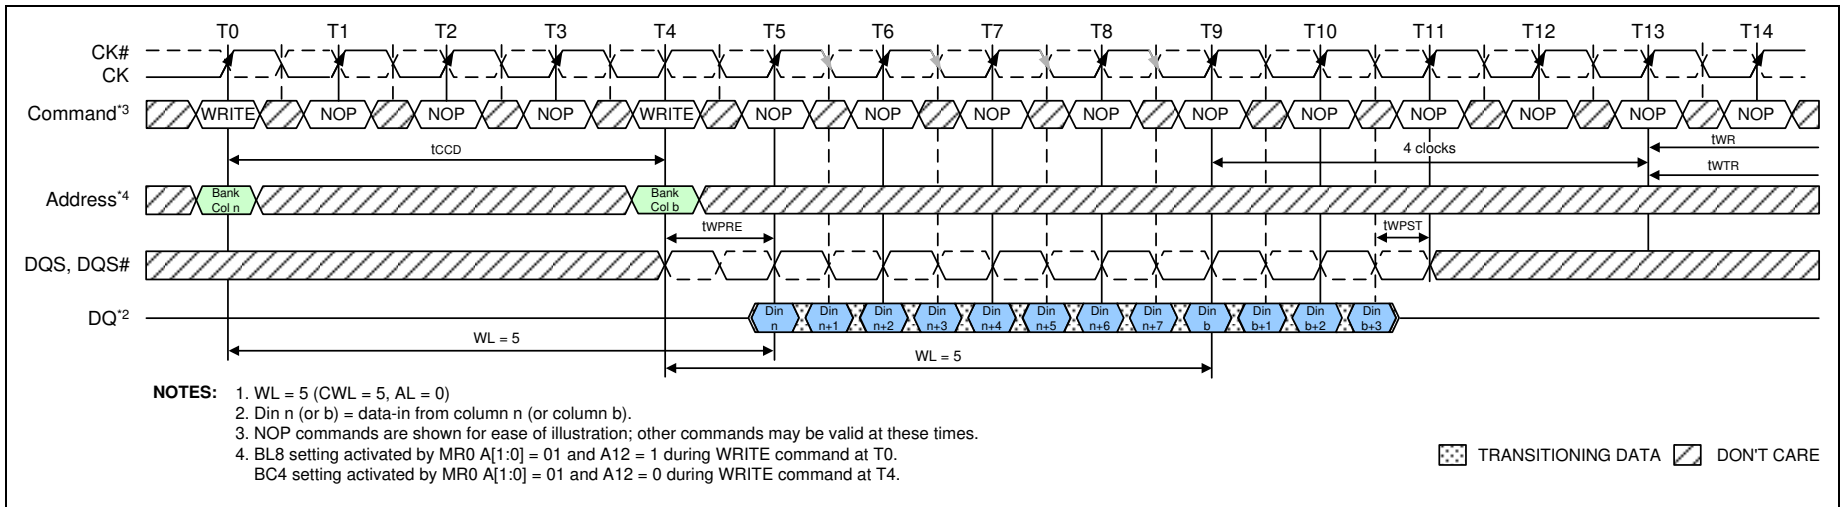 T0 T1 T2 T3 T4 T5 T6 T7 T8 T9 T10 T11 T12 T13 T14
CK#
CK
Command*3 WRITE NOP NOP NOP WRITE NOP NOP NOP NOP NOP NOP NOP NOP NOP NOP
tCCD 4 clocks tWR
tWTR
Address*4 Bank Col n Bank Col b
tWPRE tWPST
DQS, DQS#
DQ*2 Din n Din n+1 Din n+2 Din n+3 Din n+4 Din n+5 Din n+6 Din n+7 Din b Din b+1 Din b+2 Din b+3
WL = 5
WL = 5
NOTES: 1. WL = 5 (CWL = 5, AL = 0)
2. Din n (or b) = data-in from column n (or column b).
3. NOP commands are shown for ease of illustration; other commands may be valid at these times.
4. BL8 setting activated by MR0 A[1:0] = 01 and A12 = 1 during WRITE command at T0.
BC4 setting activated by MR0 A[1:0] = 01 and A12 = 0 during WRITE command at T4.
TRANSITIONING DATA DON'T CARE